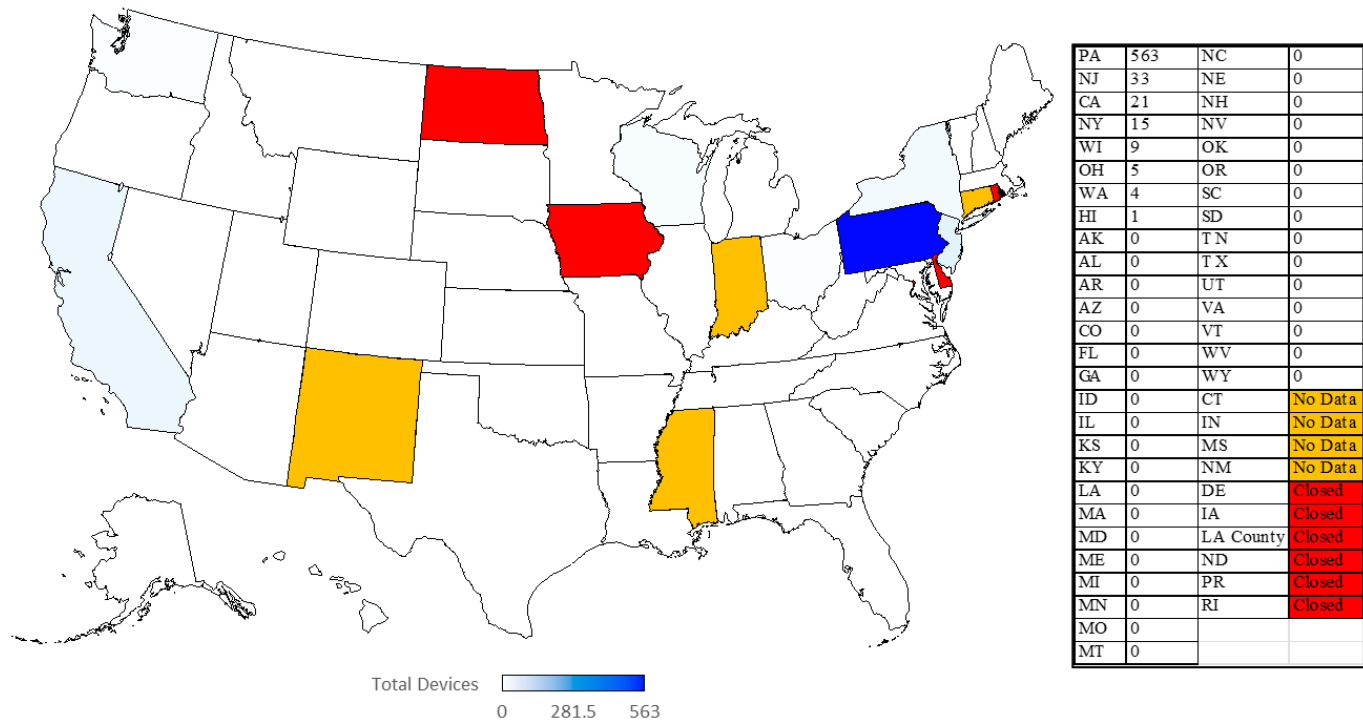 PA 563 NC 0
NJ 33 NE 0
CA 21 NH 0
NY 15 NV 0
WI 9 OK 0
OH 5 OR 0
WA 4 SC 0
HI 1 SD 0
AK 0 TN 0
AL 0 TX 0
AR 0 UT 0
AZ 0 VA 0
CO 0 VT 0
FL 0 WV 0
GA 0 WY 0
ID 0 CT No Data
IL 0 IN No Data
KS 0 MS No Data
KY 0 NM No Data
LA 0 DE Closed
MA 0 IA Closed
MD 0 LA County Closed
ME 0 ND Closed
MI 0 PR Closed
MN 0 RI Closed
MO 0
MT 0
Total Devices
0 281.5 563